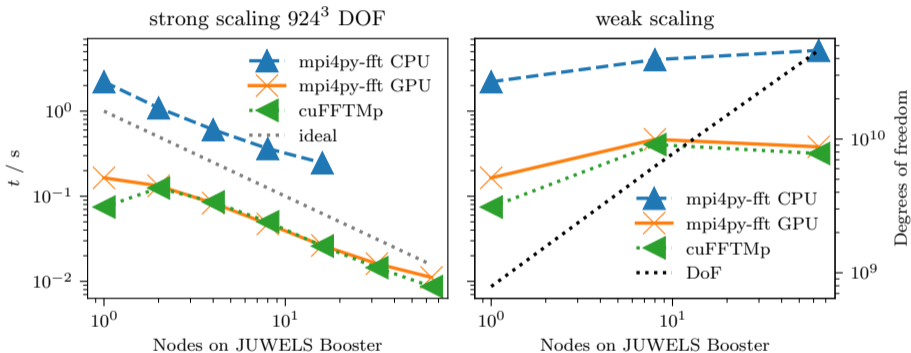 strong scaling 924³ DOF
weak scaling
t / s
10⁰
10⁻¹
10⁻²
mpi4py-fft CPU
mpi4py-fft GPU
cuFFTMp
ideal
10⁰
10¹
Nodes on JUWELS Booster
mpi4py-fft CPU
mpi4py-fft GPU
cuFFTMp
DoF
10¹⁰
10⁹
Degrees of freedom
10⁰
10¹
Nodes on JUWELS Booster